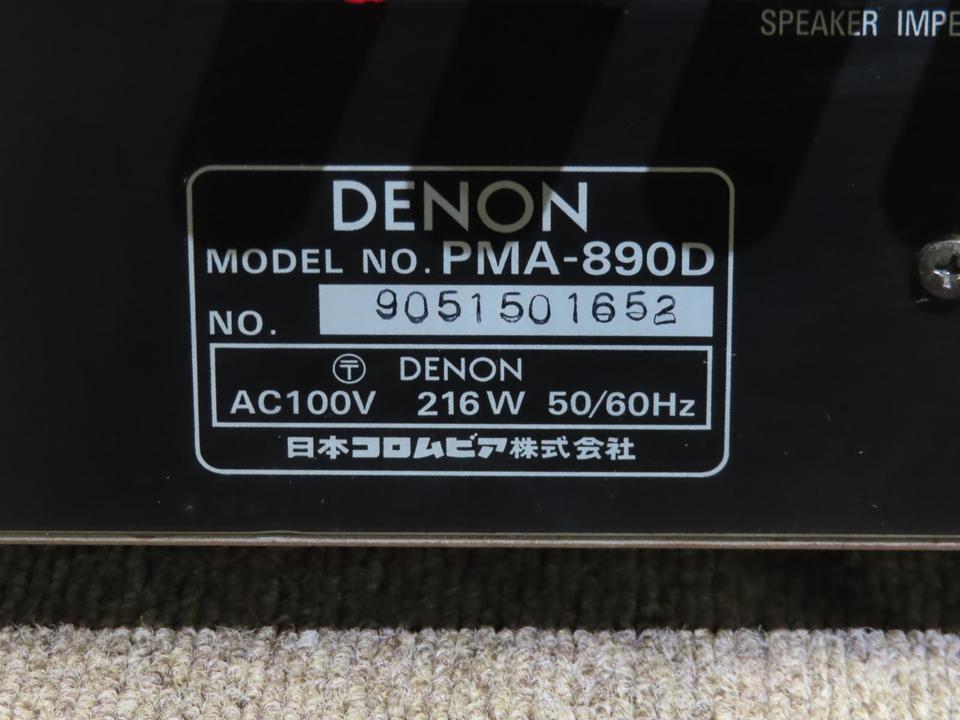 SPEAKER IMPE
DENON
MODEL NO. PMA-890D
NO. 9051501652
〶 DENON
AC100V 216W 50/60Hz
日本コロムビア株式会社